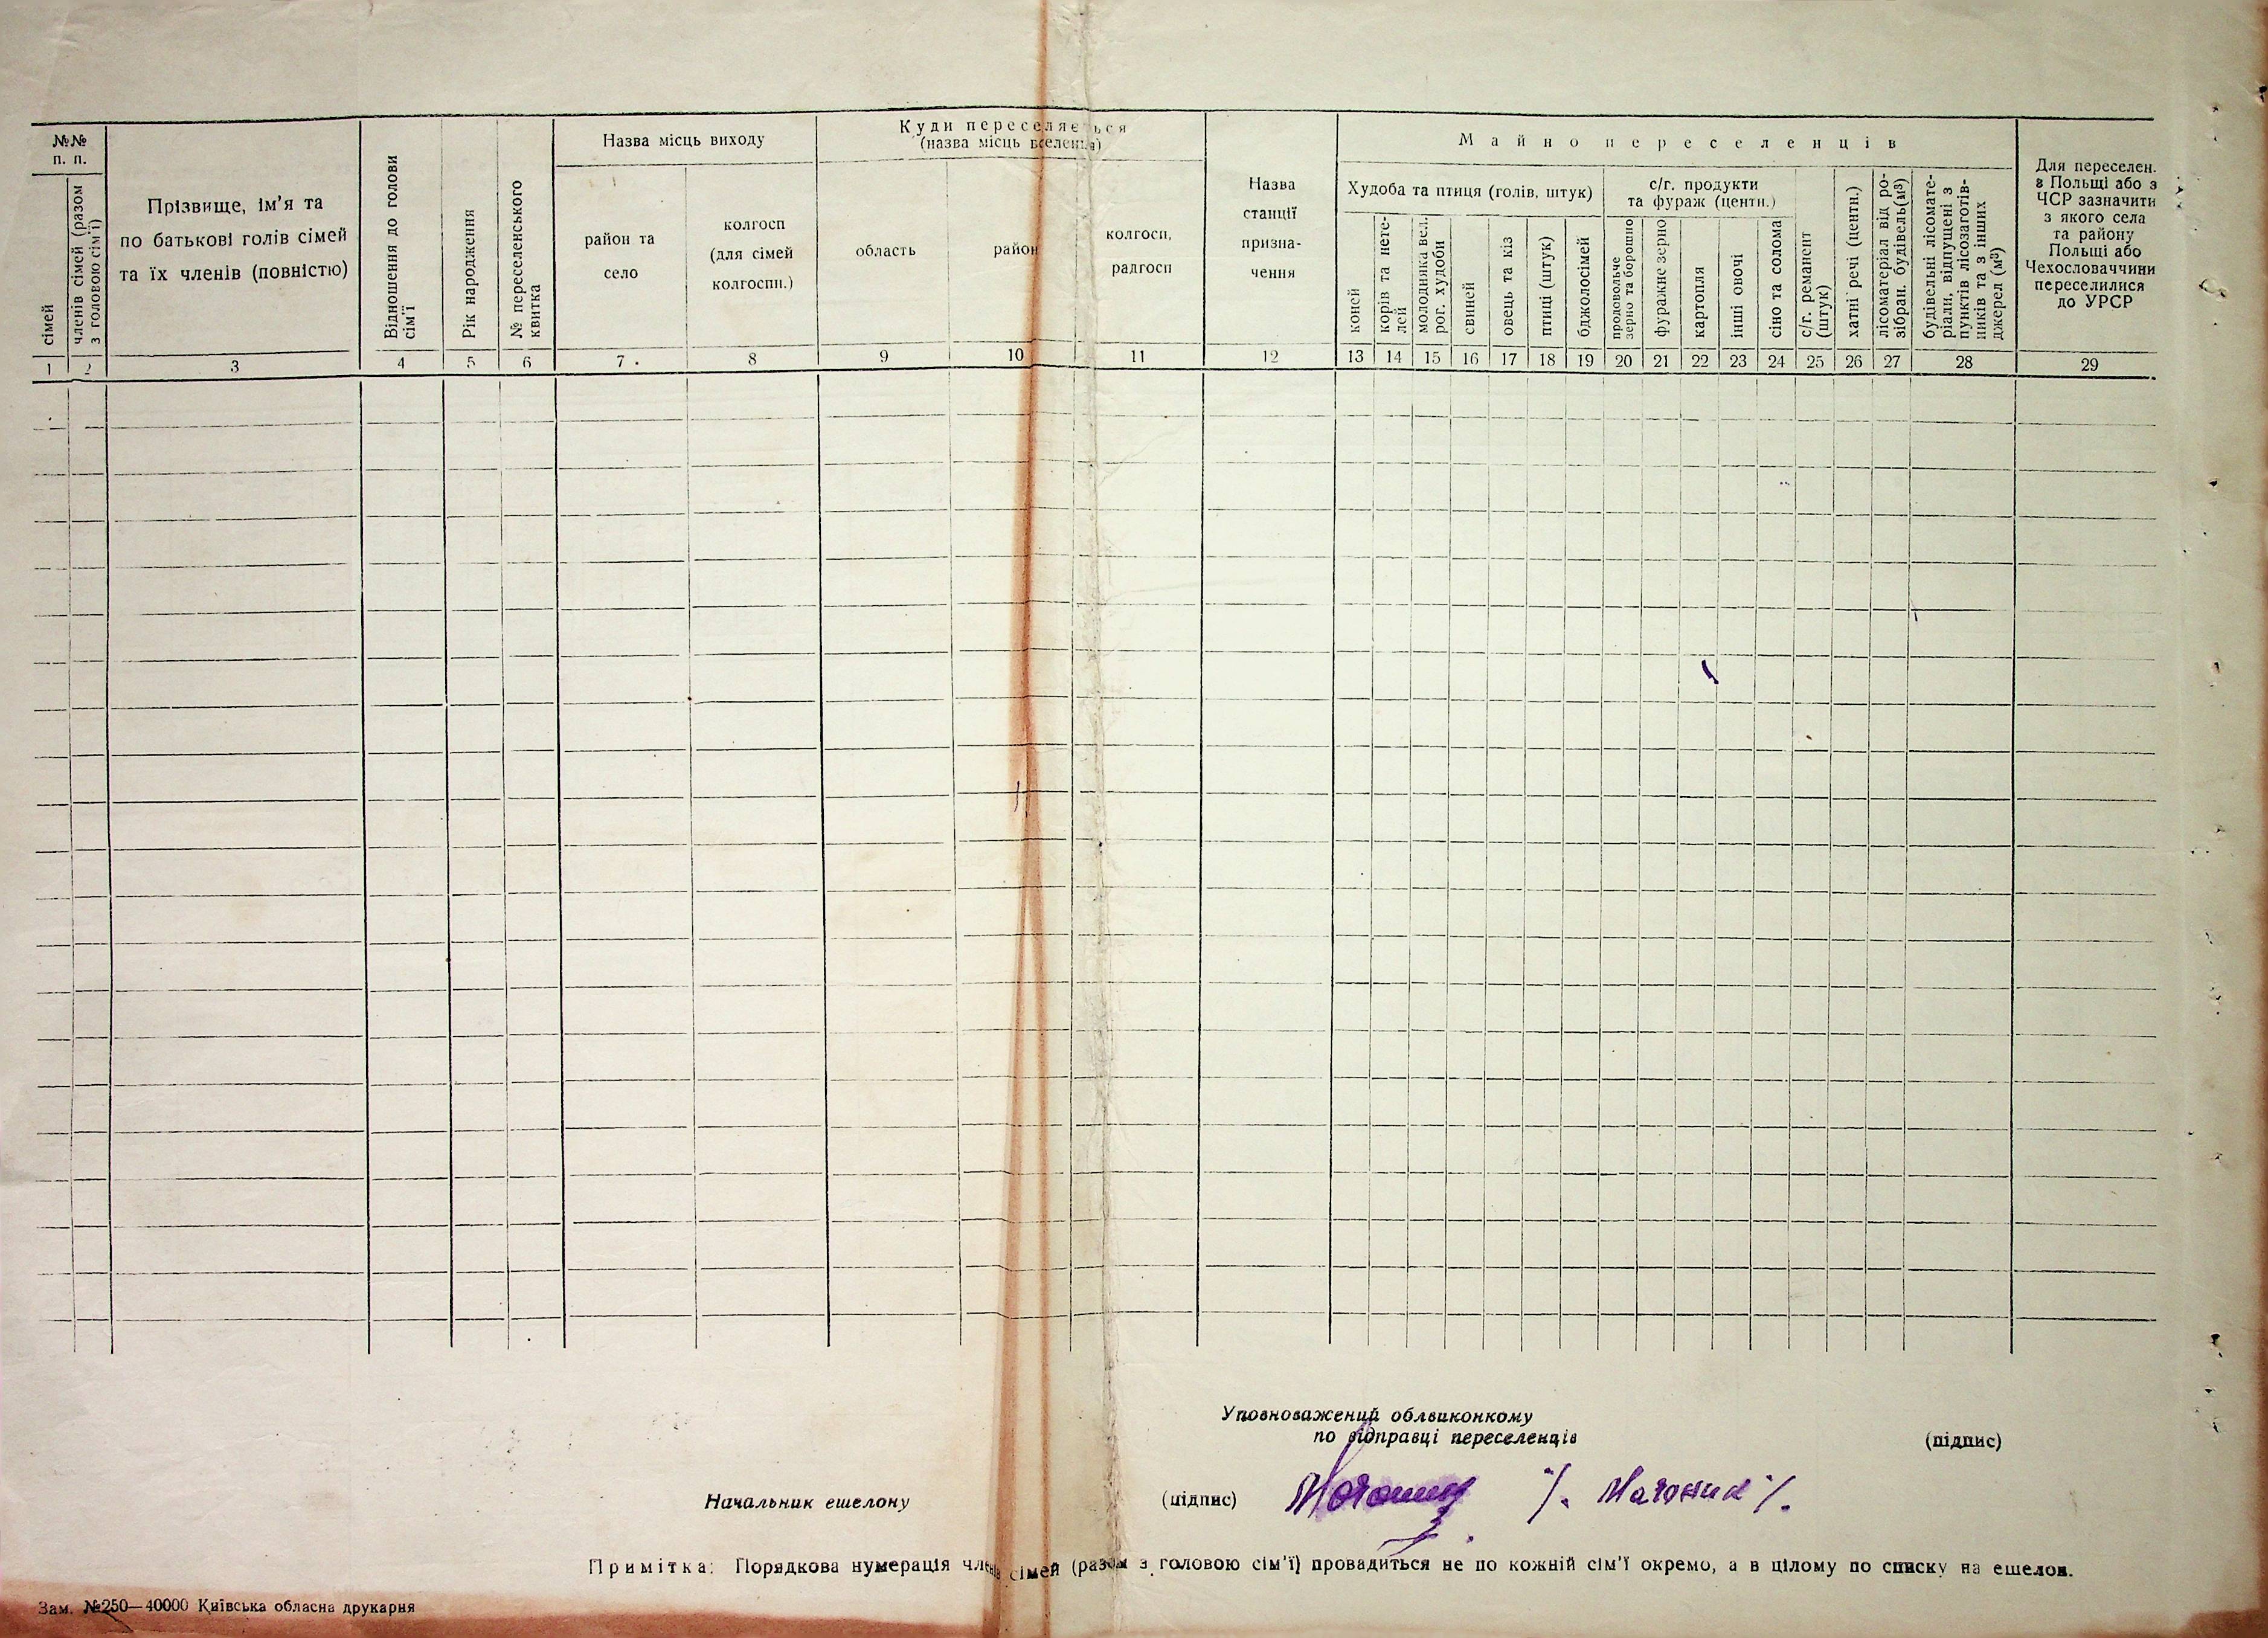 №№
п. п.
сімей
членів сімей (разом
з головою сім'ї)
Прізвище, ім'я та
по батькові голів сімей
та їх членів (повністю)
Відношення до голови
сім'ї
Рік народження
№ переселенського
квитка
Назва місць виходу
район та
село
колгосп
(для сімей
колгоспн.)
Куди переселяється
(назва місць вселення)
область
район
колгосп,
радгосп
Назва
станції
призна-
чення
Майно переселенців
Худоба та птиця (голів, штук)
коней
корів та нете-
лей
молодняка вел.
рог. худоби
свиней
овець та кіз
птиці (штук)
бджолосімей
с/г. продукти
та фураж (центн.)
продовольче
зерно та борошно
фуражне зерно
картопля
інші овочі
сіно та солома
с/г. реманент
(штук)
хатні речі (центн.)
лісоматеріал від ро-
зібран. будівель (м³)
будівельні лісомате-
ріали, відпущені з
пунктів лісозаготів-
ників та з інших
джерел (м³)
Для переселен.
з Польщі або з
ЧСР зазначити
з якого села
та району
Польщі або
Чехословаччини
переселилися
до УРСР
1 2 3 4 5 6 7 8 9 10 11 12 13 14 15 16 17 18 19 20 21 22 23 24 25 26 27 28 29
Уповноважений облвиконкому
по відправці переселенців
(підпис)
Начальник ешелону
(підпис)
Примітка: Порядкова нумерація членів сімей (разом з головою сім'ї) провадиться не по кожній сім'ї окремо, а в цілому по списку на ешелон.
Зам. №250—40000 Київська обласна друкарня